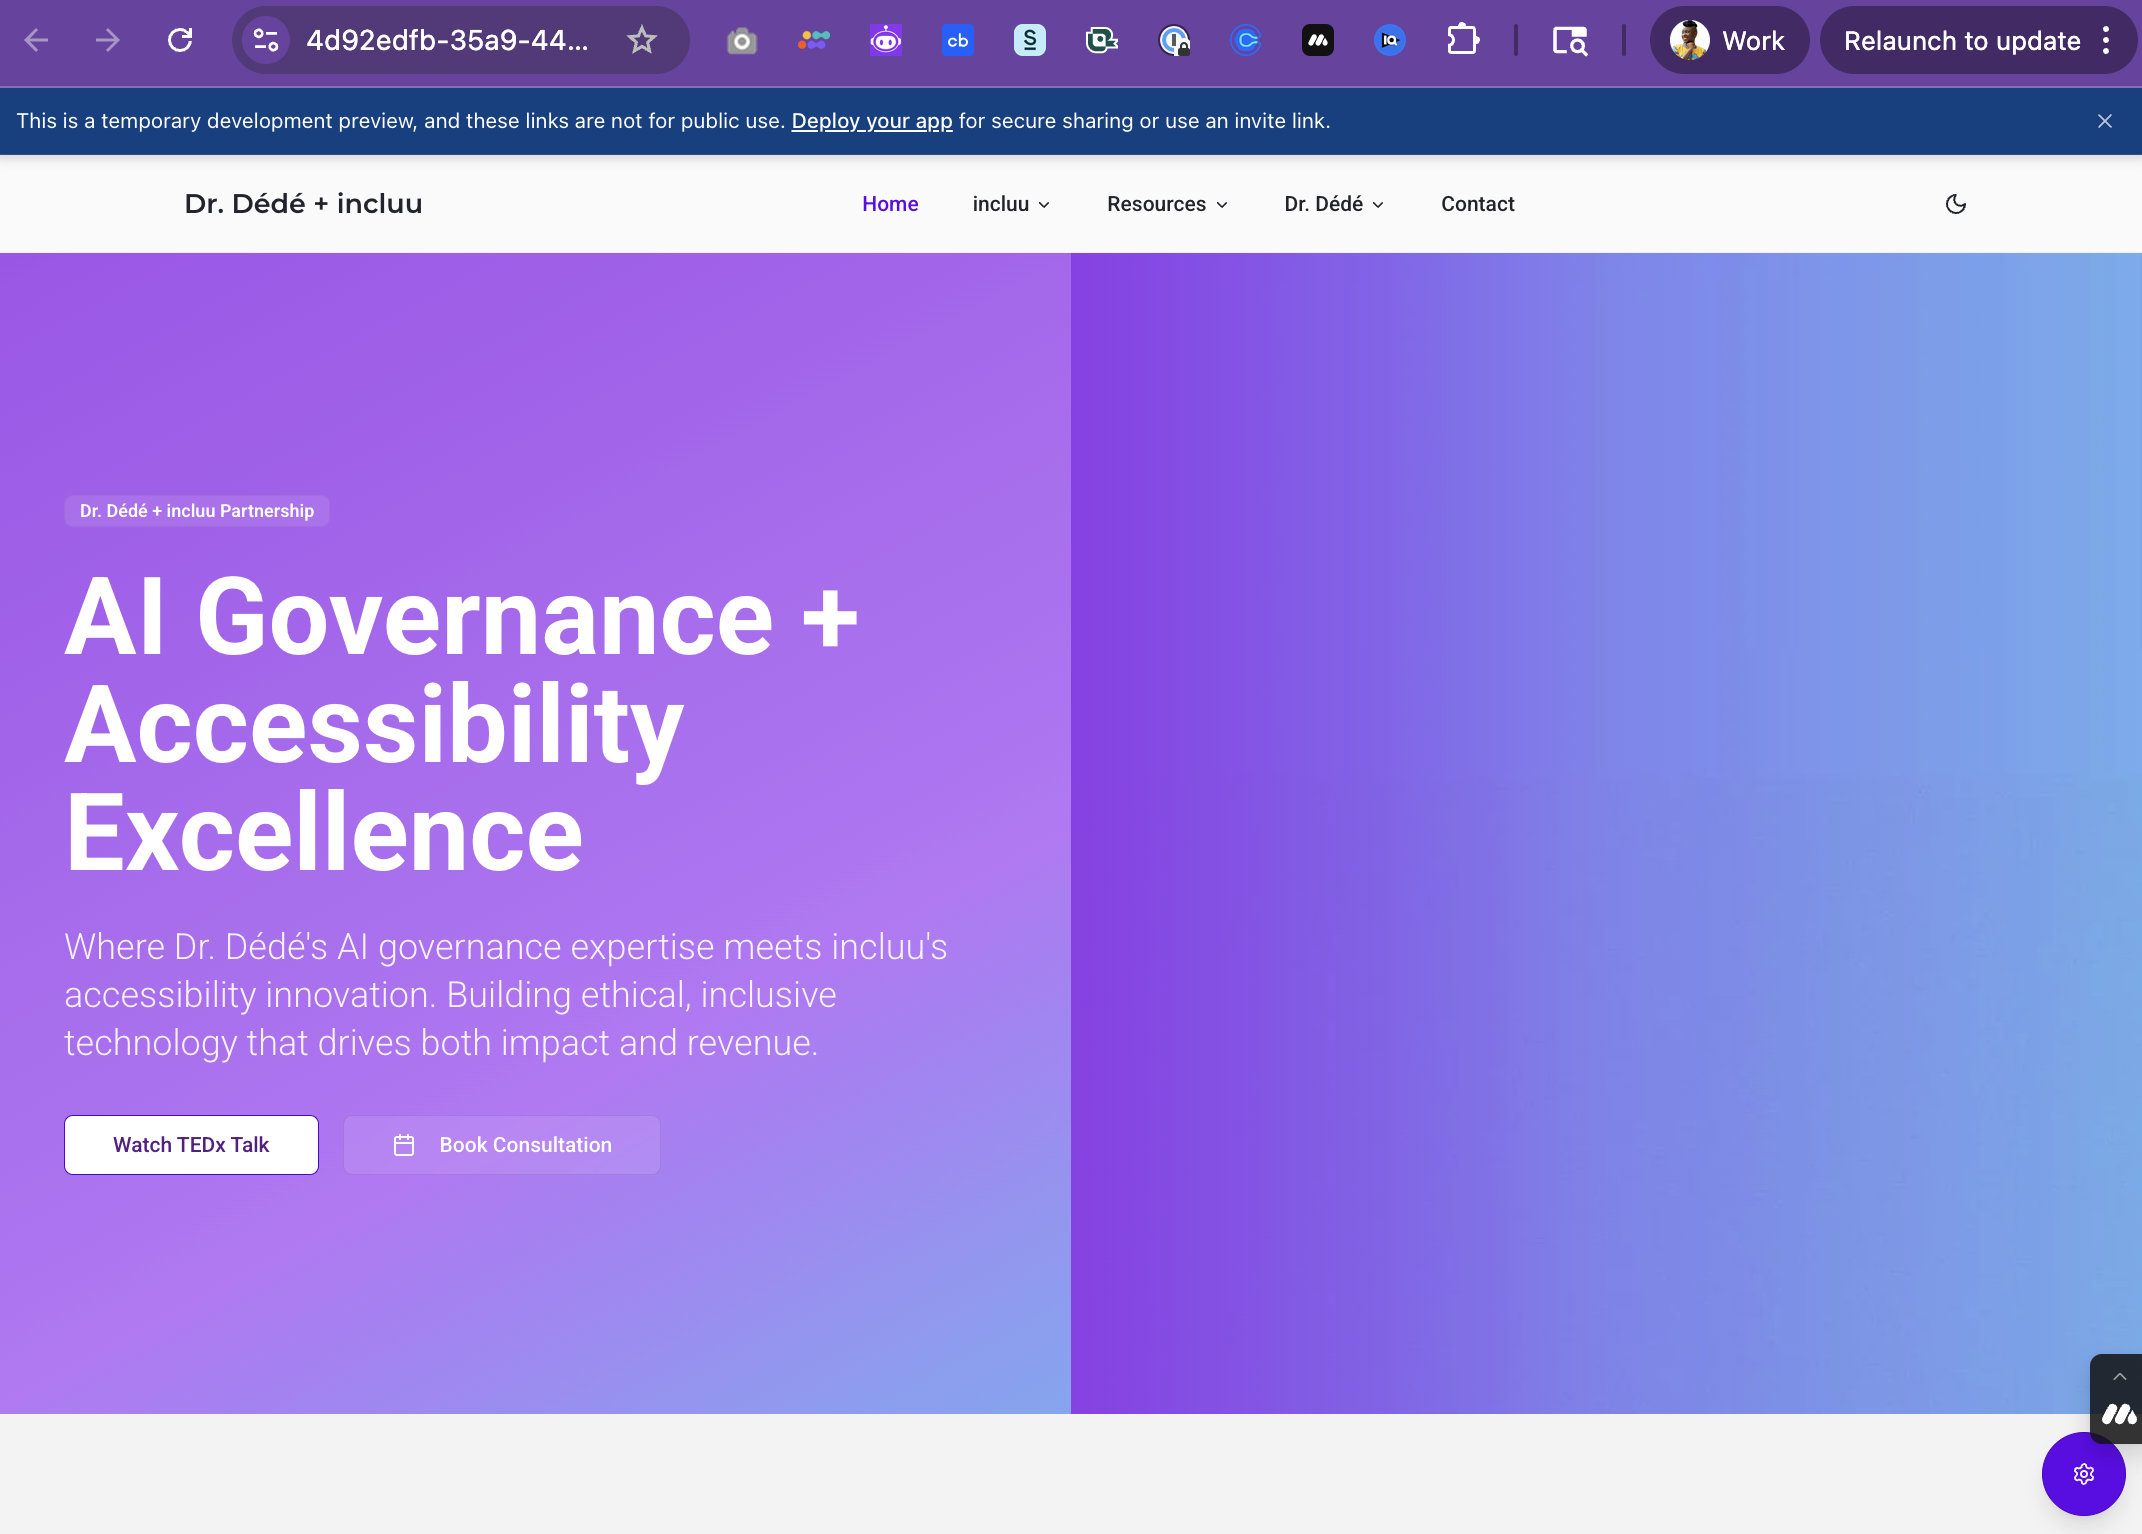 4d92edfb-35a9-44...
cb
S
IQ
Work
Relaunch to update
This is a temporary development preview, and these links are not for public use. Deploy your app for secure sharing or use an invite link.
Dr. Dédé + incluu
Home
incluu
Resources
Dr. Dédé
Contact
Dr. Dédé + incluu Partnership
AI Governance +
Accessibility
Excellence
Where Dr. Dédé's AI governance expertise meets incluu's
accessibility innovation. Building ethical, inclusive
technology that drives both impact and revenue.
Watch TEDx Talk
Book Consultation